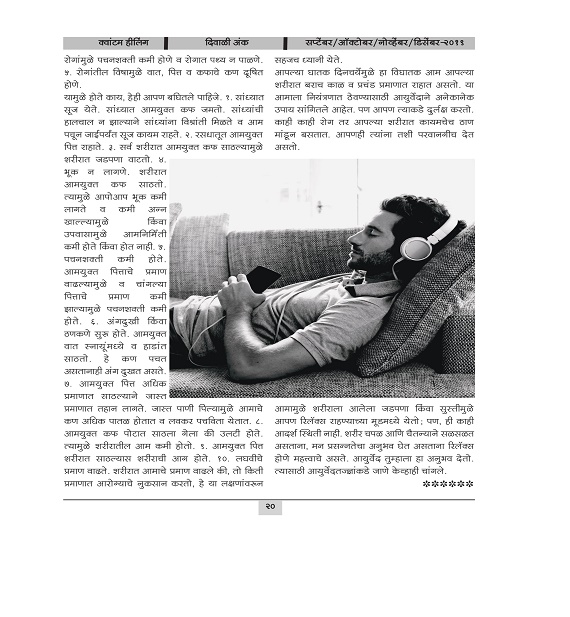 क्वांटम हीलिंग
दिवाळी अंक
सप्टेंबर/ऑक्टोबर/नोव्हेंबर/डिसेंबर-२०१९
रोगांमुळे पचनशक्ती कमी होणे व रोगात पथ्य न पाळणे.
५. रोगांतील विषामुळे वात, पित्त व कफाचे कण दूषित
होणे.
यामुळे होते काय, हेही आपण बघितले पाहिजे. १. सांध्यात
सूज येते. सांध्यात आमयुक्त कफ जमतो. सांध्यांची
हालचाल न झाल्याने सांध्यांना विश्रांती मिळते व आम
पचून जाईपर्यंत सूज कायम राहते. २. रसधातूत आमयुक्त
पित्त राहाते. ३. सर्व शरीरात आमयुक्त कफ साठल्यामुळे
शरीरात जडपणा वाटतो. ४.
भूक न लागणे. शरीरात
आमयुक्त कफ साठतो.
त्यामुळे आपोआप भूक कमी
लागते व कमी अन्न
खाल्ल्यामुळे किंवा
उपवासामुळे आमनिर्मिती
कमी होते किंवा होत नाही. ५.
पचनशक्ती कमी होते.
आमयुक्त पित्ताचे प्रमाण
वाढल्यामुळे व चांगल्या
पित्ताचे प्रमाण कमी
झाल्यामुळे पचनशक्ती कमी
होते. ६. अंगदुखी किंवा
ठणकणे सुरू होते. आमयुक्त
वात स्नायूंमध्ये व हाडांत
साठतो. हे कण पचत
असतानाही अंग दुखत असते.
७. आमयुक्त पित्त अधिक
प्रमाणात साठल्याने जास्त
प्रमाणात तहान लागते. जास्त पाणी पिल्यामुळे आमाचे
कण अधिक पातळ होतात व लवकर पचविता येतात. ८.
आमयुक्त कफ पोटात साठला गेला की उलटी होते.
त्यामुळे शरीरातील आम कमी होतो. ९. आमयुक्त पित्त
शरीरात साठल्यास शरीराची आग होते. १०. लघवीचे
प्रमाण वाढते. शरीरात आमाचे प्रमाण वाढले की, तो किती
प्रमाणात आरोग्याचे नुकसान करतो, हे या लक्षणांवरून
सहजच ध्यानी येते.
आपल्या घातक दिनचर्येमुळे हा विघातक आम आपल्या
शरीरात बराच काळ व प्रचंड प्रमाणात राहात असतो. या
आमाला नियंत्रणात ठेवण्यासाठी आयुर्वेदाने अनेकानेक
उपाय सांगितले आहेत. पण आपण त्याकडे दुर्लक्ष करतो.
काही काही रोग तर आपल्या शरीरात कायमचेच ठाण
मांडून बसतात. आपणही त्यांना तशी परवानगीच देत
असतो.
आमामुळे शरीराला आलेला जडपणा किंवा सुस्तीमुळे
आपण रिलॅक्स राहण्याच्या मूडमध्ये येतो; पण, ही काही
आदर्श स्थिती नाही. शरीर चपळ आणि चैतन्याने सळसळत
असताना, मन प्रसन्नतेचा अनुभव घेत असताना रिलॅक्स
होणे महत्वाचे असते. आयुर्वेद तुम्हाला हा अनुभव देतो.
त्यासाठी आयुर्वेदतज्ज्ञांकडे जाणे केव्हाही चांगले.
******
२०